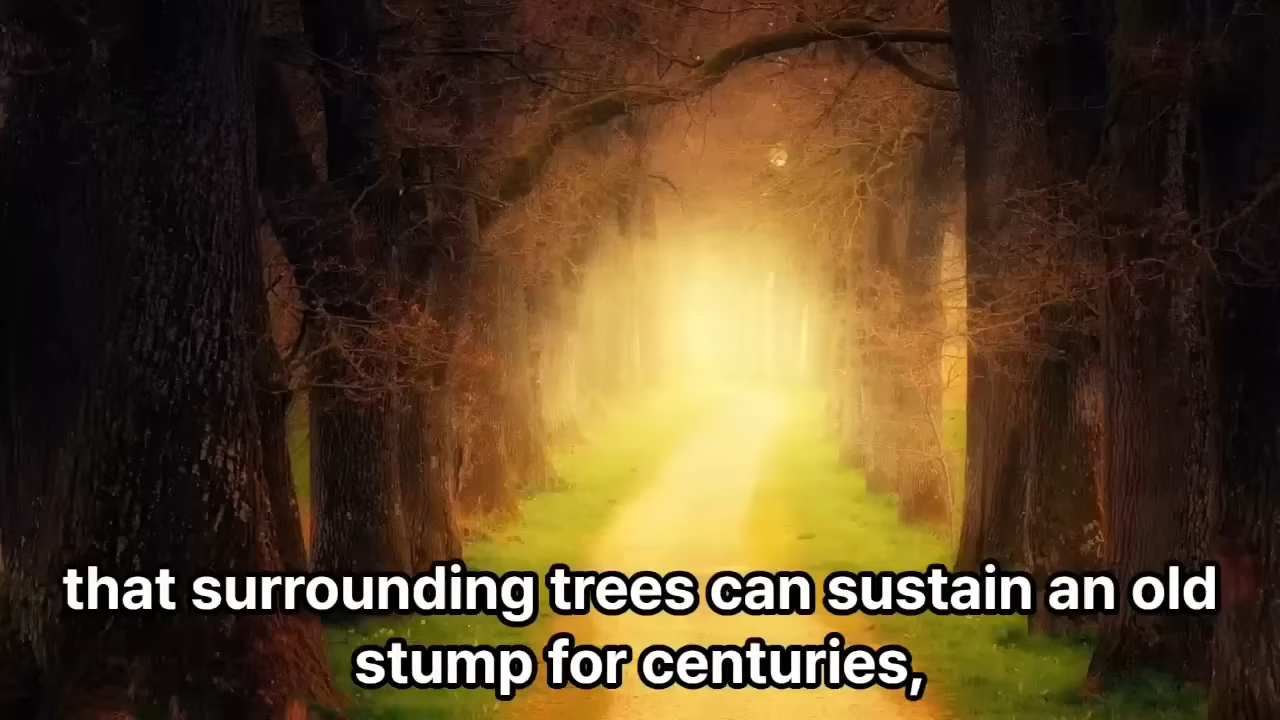 that surrounding trees can sustain an old
stump for centuries,